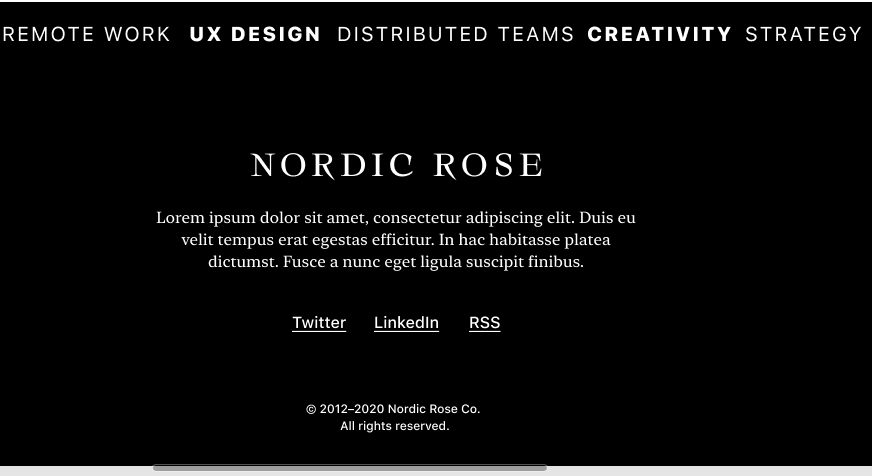 REMOTE WORK UX DESIGN DISTRIBUTED TEAMS CREATIVITY STRATEGY
NORDIC ROSE
Lorem ipsum dolor sit amet, consectetur adipiscing elit. Duis eu
velit tempus erat egestas efficitur. In hac habitasse platea
dictumst. Fusce a nunc eget ligula suscipit finibus.
Twitter LinkedIn RSS
© 2012–2020 Nordic Rose Co.
All rights reserved.